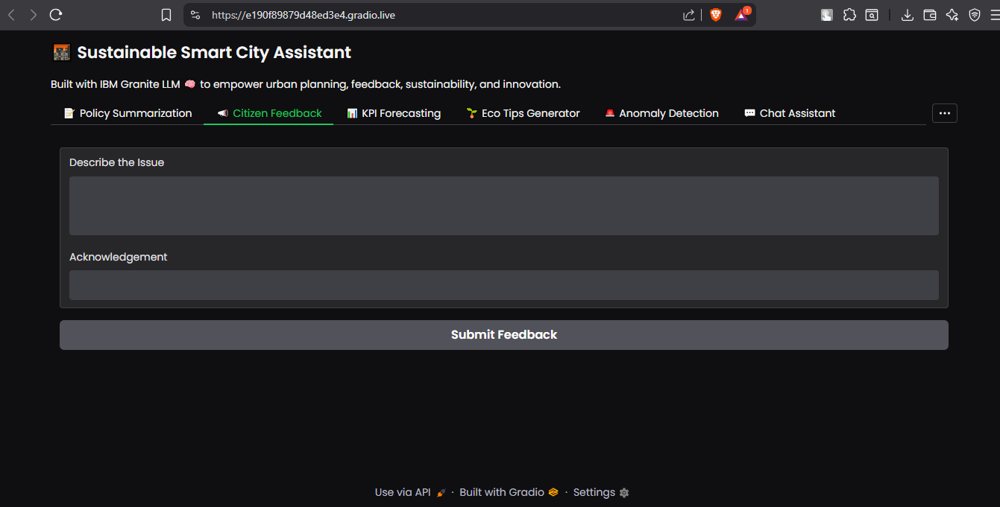 https://e190f89879d48ed3e4.gradio.live
1
Sustainable Smart City Assistant
Built with IBM Granite LLM 🧠 to empower urban planning, feedback, sustainability, and innovation.
Policy Summarization Citizen Feedback KPI Forecasting Eco Tips Generator Anomaly Detection Chat Assistant
Describe the Issue
Acknowledgement
Submit Feedback
Use via API · Built with Gradio · Settings